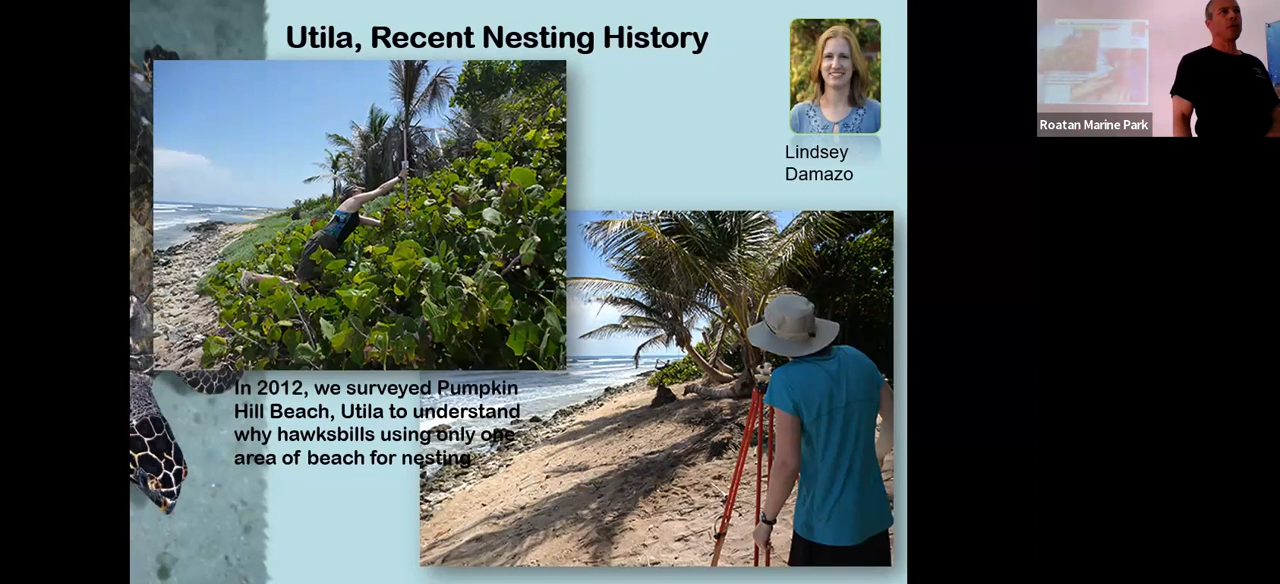 Utila, Recent Nesting History
Lindsey
Damazo
Roatan Marine Park
In 2012, we surveyed Pumpkin
Hill Beach, Utila to understand
why hawksbills using only one
area of beach for nesting